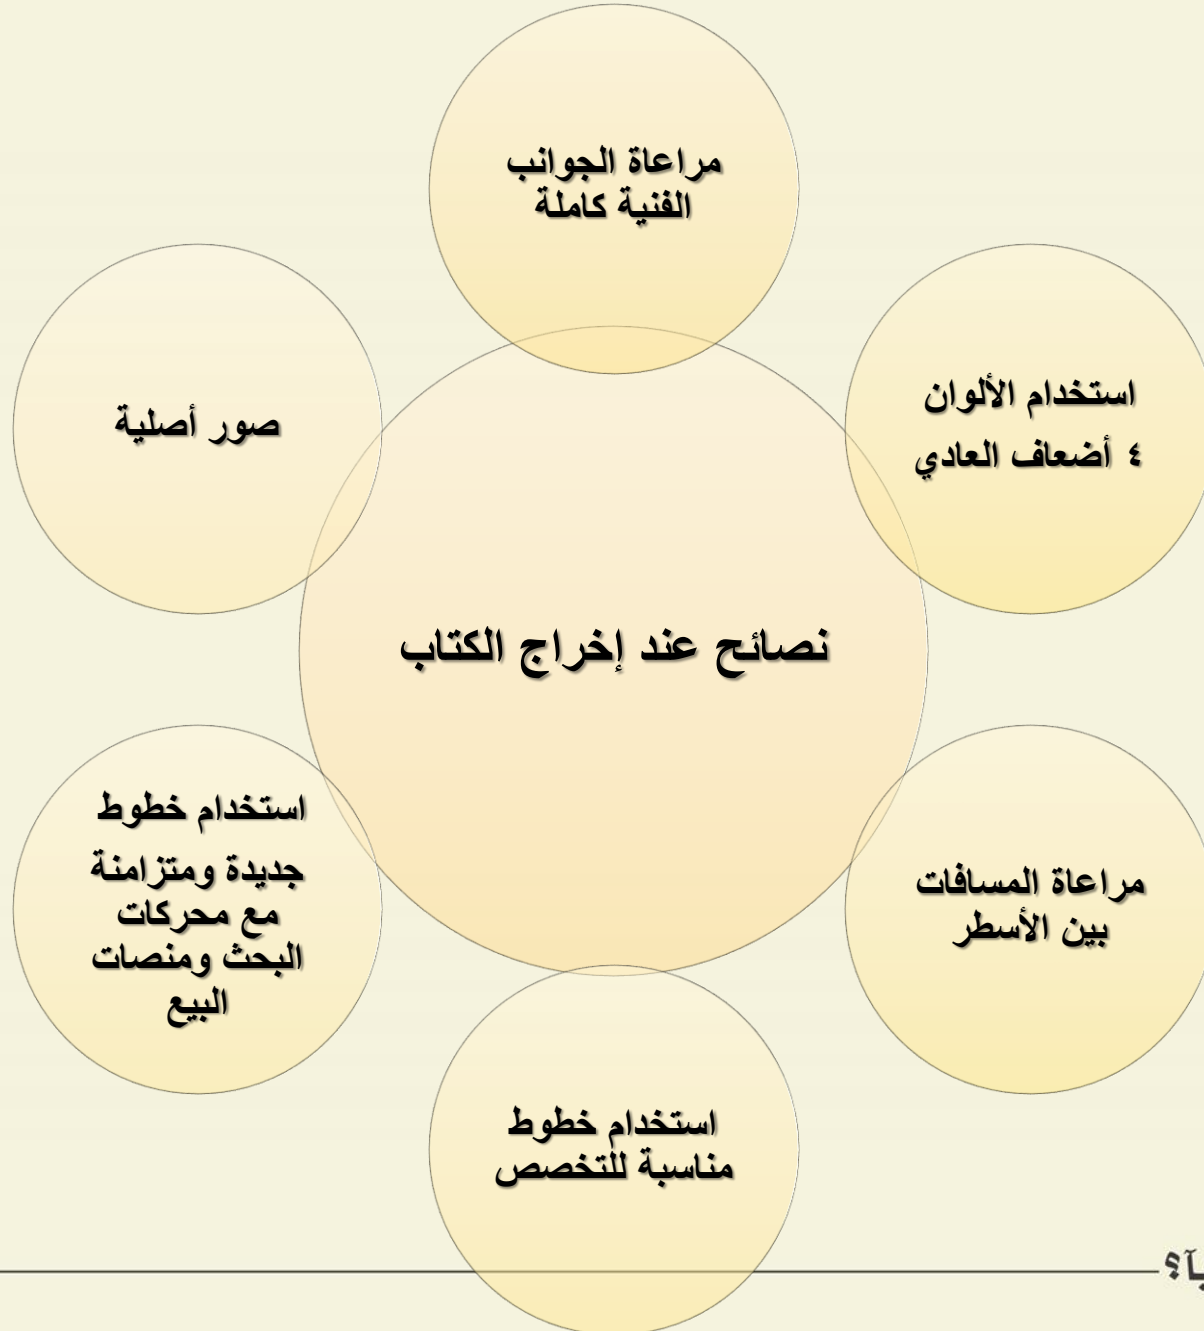 مراعاة الجوانب
الفنية كاملة
استخدام الألوان
٤ أضعاف العادي
صور أصلية
نصائح عند إخراج الكتاب
مراعاة المسافات
بين الأسطر
استخدام خطوط
جديدة ومتزامنة
مع محركات
البحث ومنصات
البيع
استخدام خطوط
مناسبة للتخصص